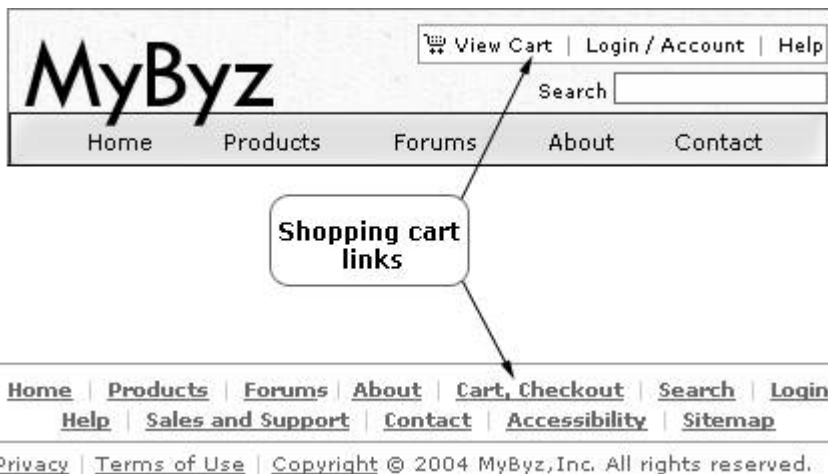 View Cart | Login / Account | Help
MyByz
Search
Home Products Forums About Contact
Shopping cart
links
Home | Products | Forums | About | Cart, Checkout | Search | Login
Help | Sales and Support | Contact | Accessibility | Sitemap
Privacy | Terms of Use | Copyright © 2004 MyByz,Inc. All rights reserved.